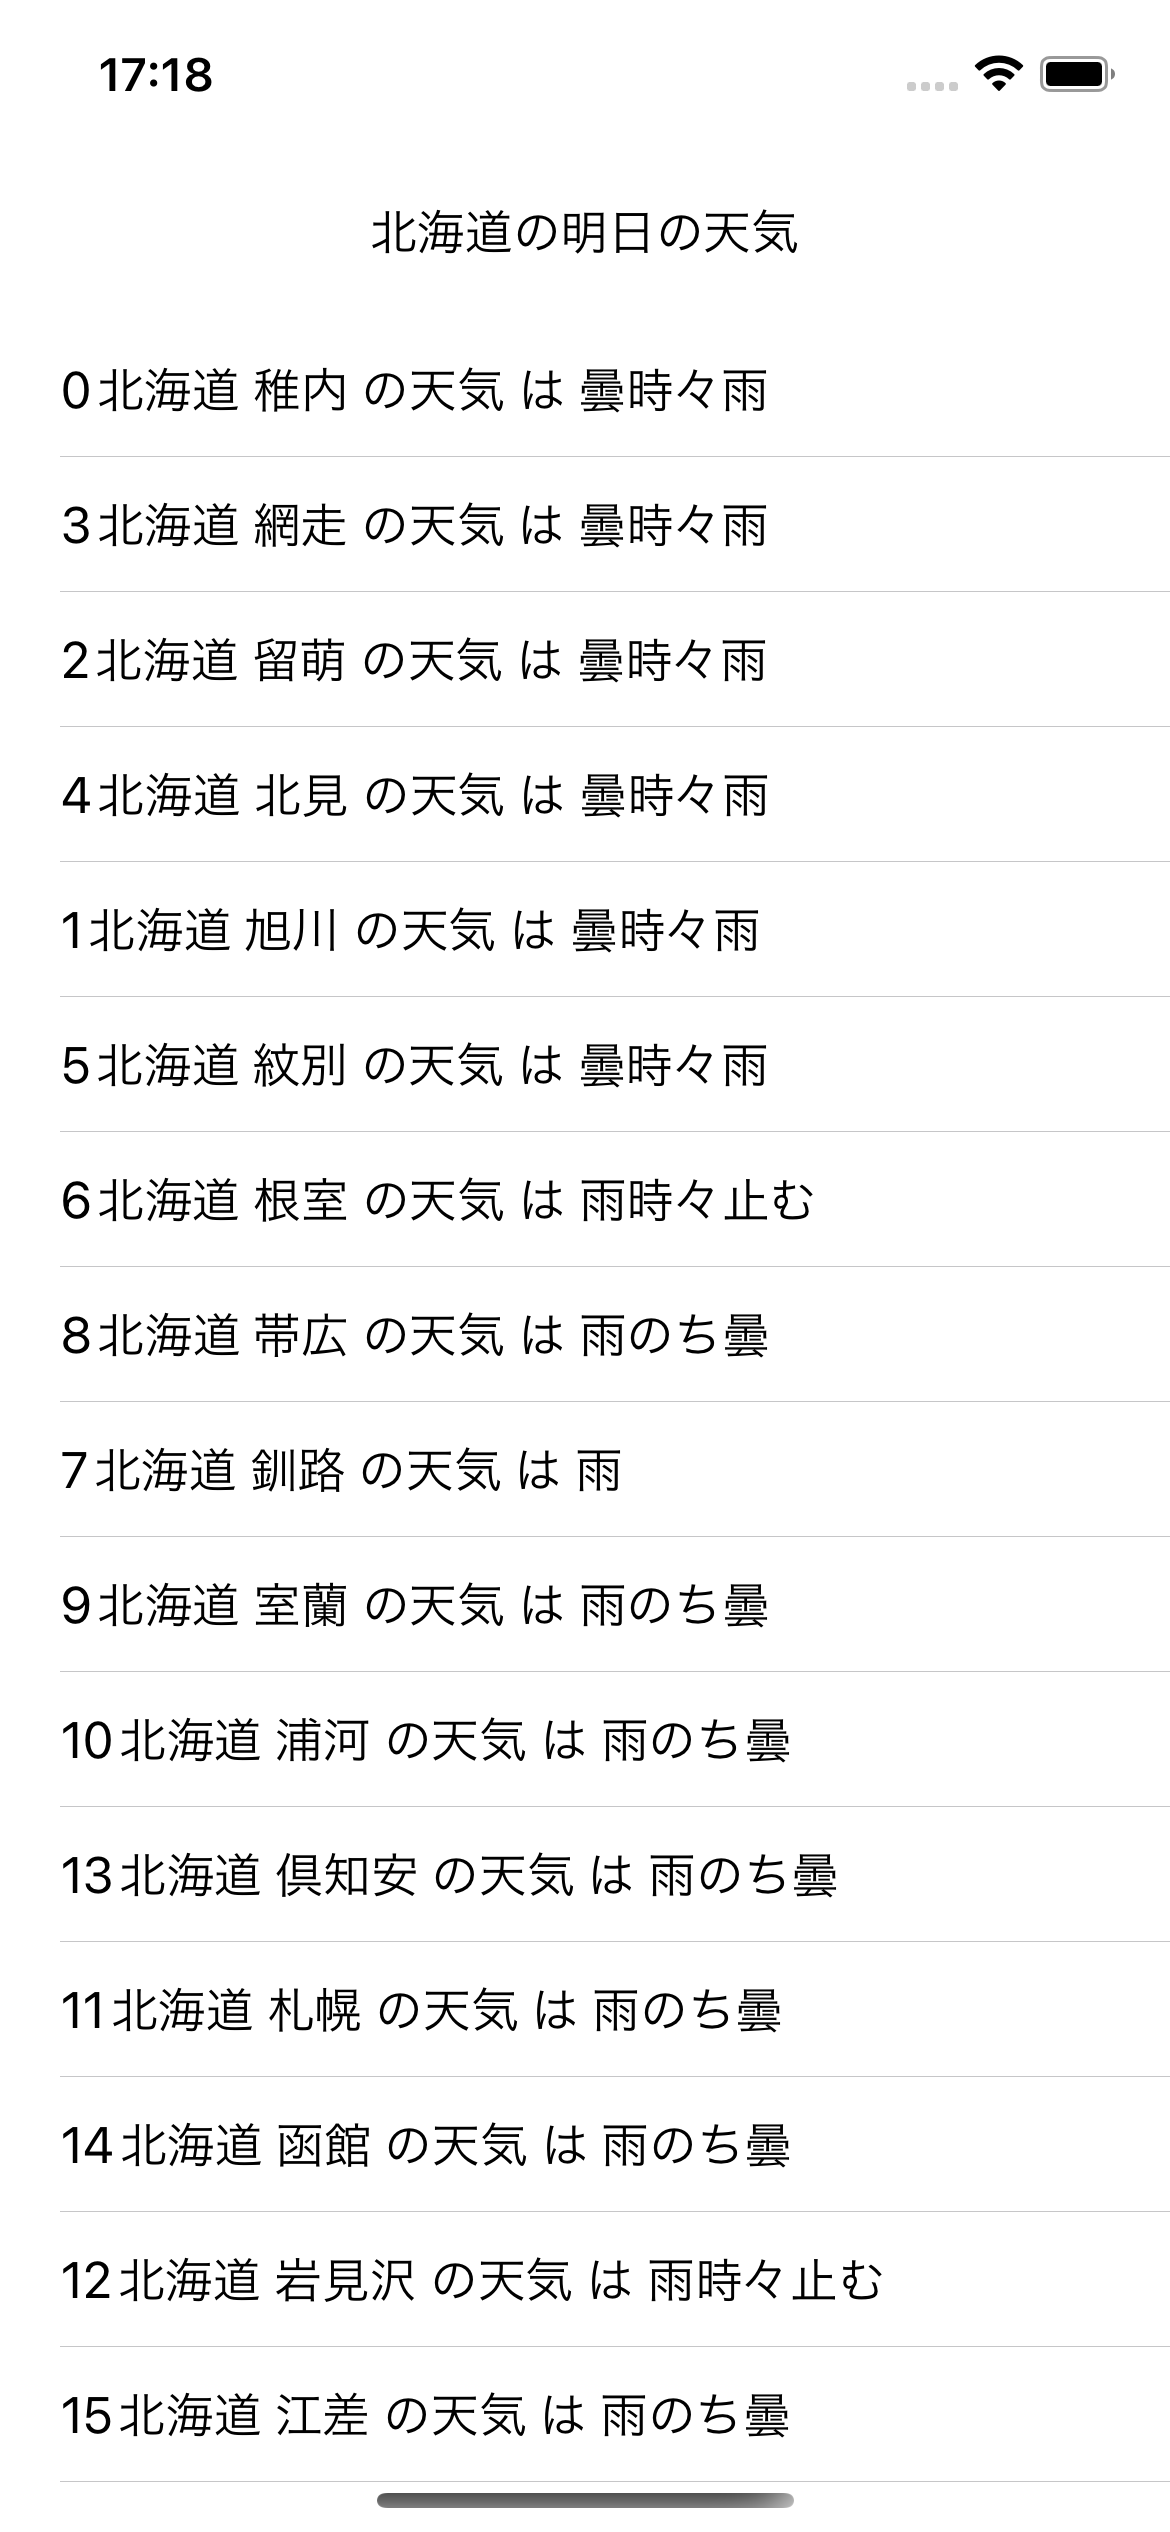 17:18
北海道の明日の天気
0北海道 稚内 の天気 は 曇時々雨
3北海道 網走 の天気 は 曇時々雨
2北海道 留萌 の天気 は 曇時々雨
4北海道 北見 の天気 は 曇時々雨
1北海道 旭川 の天気 は 曇時々雨
5北海道 紋別 の天気 は 曇時々雨
6北海道 根室 の天気 は 雨時々止む
8北海道 帯広 の天気 は 雨のち曇
7北海道 釧路 の天気 は 雨
9北海道 室蘭 の天気 は 雨のち曇
10北海道 浦河 の天気 は 雨のち曇
13北海道 倶知安 の天気 は 雨のち曇
11北海道 札幌 の天気 は 雨のち曇
14北海道 函館 の天気 は 雨のち曇
12北海道 岩見沢 の天気 は 雨時々止む
15北海道 江差 の天気 は 雨のち曇